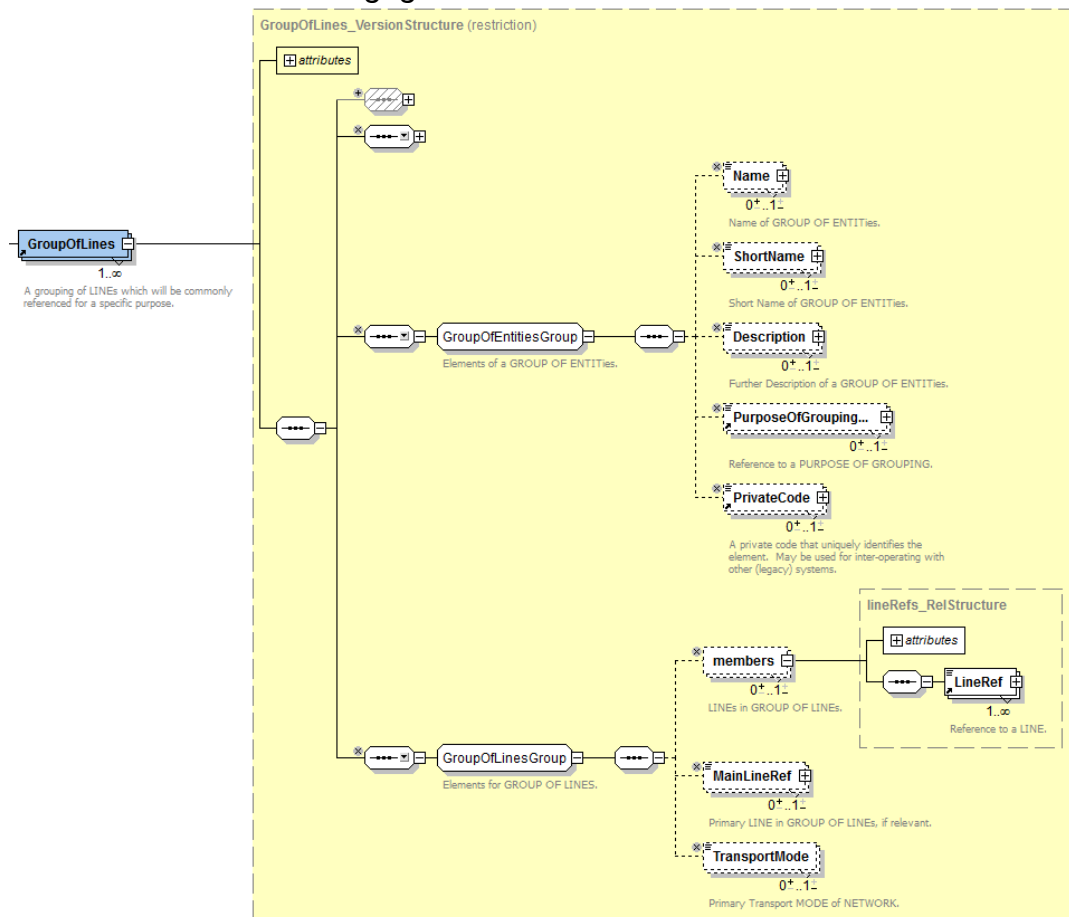 GroupOfLines_VersionStructure (restriction)
attributes
GroupOfLines
1..∞
A grouping of LINEs which will be commonly
referenced for a specific purpose.
GroupOfEntitiesGroup
Elements of a GROUP OF ENTITies.
Name
0..1
Name of GROUP OF ENTITies.
ShortName
0..1
Short Name of GROUP OF ENTITies.
Description
0..1
Further Description of a GROUP OF ENTITies.
PurposeOfGrouping...
0..1
Reference to a PURPOSE OF GROUPING.
PrivateCode
0..1
A private code that uniquely identifies the
element. May be used for inter-operating with
other (legacy) systems.
GroupOfLinesGroup
Elements for GROUP OF LINES.
members
0..1
LINEs in GROUP OF LINEs.
lineRefs_RelStructure
attributes
LineRef
1..∞
Reference to a LINE.
MainLineRef
0..1
Primary LINE in GROUP OF LINEs, if relevant.
TransportMode
0..1
Primary Transport MODE of NETWORK.